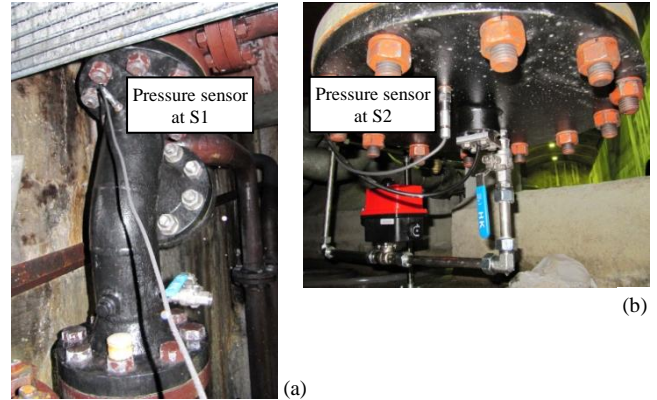 Pressure sensor
at S1
Pressure sensor
at S2
(b)
(a)